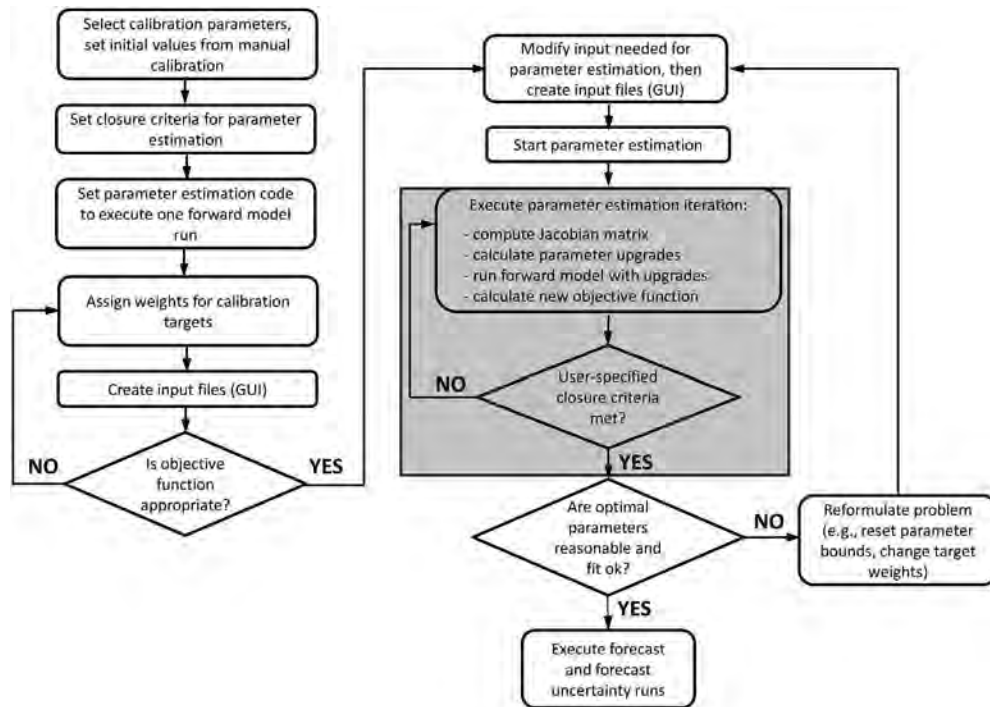 Select calibration parameters,
set initial values from manual
calibration
Set closure criteria for parameter
estimation
Set parameter estimation code
to execute one forward model
run
Assign weights for calibration
targets
Create input files (GUI)
Is objective
function
appropriate?
NO
YES
Modify input needed for
parameter estimation, then
create input files (GUI)
Start parameter estimation
Execute parameter estimation iteration:
- compute Jacobian matrix
- calculate parameter upgrades
- run forward model with upgrades
- calculate new objective function
User-specified
closure criteria
met?
NO
YES
Are optimal
parameters
reasonable and
fit ok?
NO
YES
Reformulate problem
(e.g., reset parameter
bounds, change target
weights)
Execute forecast
and forecast
uncertainty runs